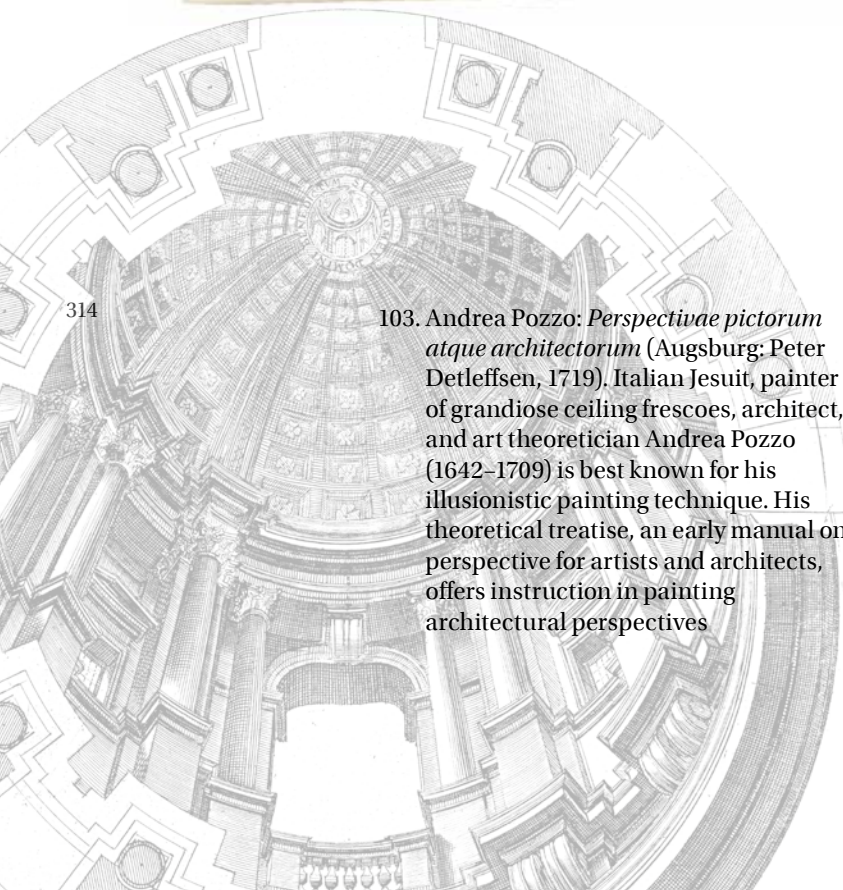 314
103. Andrea Pozzo: Perspectivae pictorum
atque architectorum (Augsburg: Peter
Detleffsen, 1719). Italian Jesuit, painter
of grandiose ceiling frescoes, architect,
and art theoretician Andrea Pozzo
(1642–1709) is best known for his
illusionistic painting technique. His
theoretical treatise, an early manual on
perspective for artists and architects,
offers instruction in painting
architectural perspectives